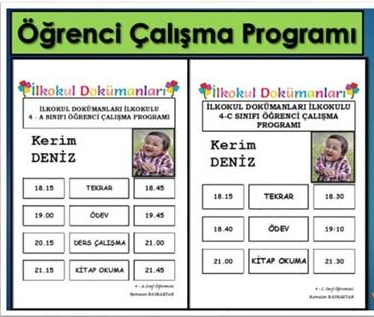 Öğrenci Çalışma Programı
İlkokul Dokümanları
İLKOKUL DOKÜMANLARI İLKOKULU
4 - A SINIFI ÖĞRENCİ ÇALIŞMA PROGRAMI
Kerim
DENİZ
18.15 TEKRAR 18.45
19.00 ÖDEV 19.45
20.15 DERS ÇALIŞMA 21.00
21.15 KİTAP OKUMA 21.45
4 - A Sınıf Öğretmeni
Ramazan BAYRAKTAR
İlkokul Dokümanları
İLKOKUL DOKÜMANLARI İLKOKULU
4-C SINIFI ÖĞRENCİ ÇALIŞMA
PROGRAMI
Kerim
DENİZ
18.15 TEKRAR 18.30
18.40 ÖDEV 19:10
21.00 KİTAP OKUMA 21.30
4 - C Sınıf Öğretmeni
Ramazan BAYRAKTAR